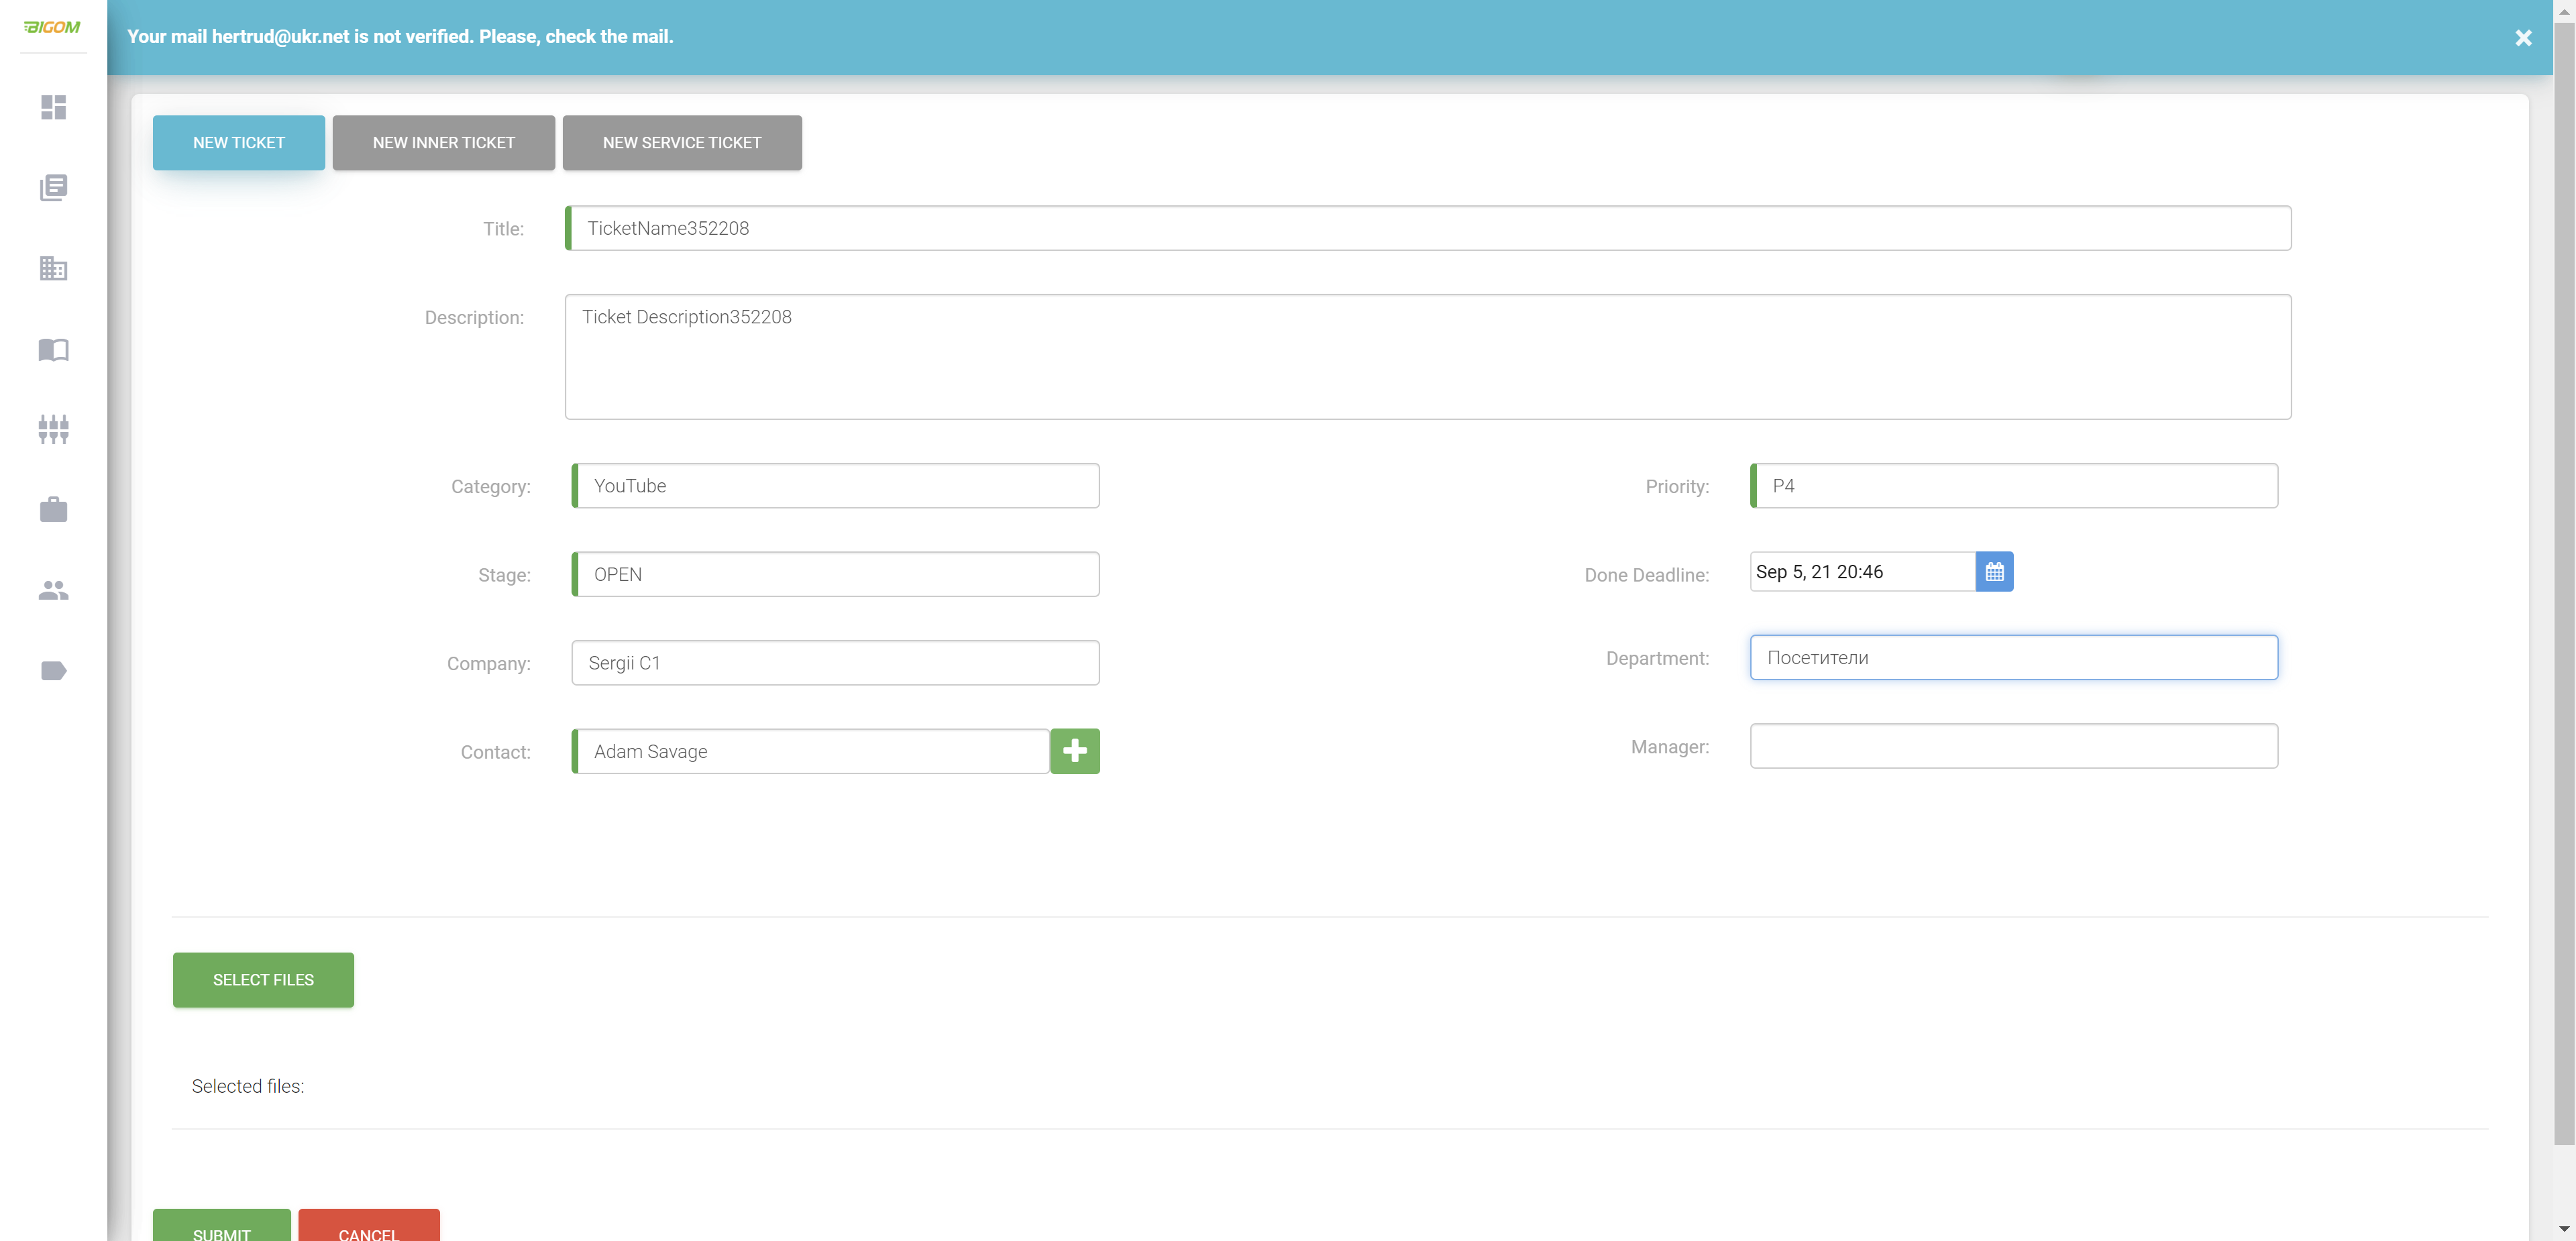 BIGOM
Your mail hertrud@ukr.net is not verified. Please, check the mail.
NEW TICKET
NEW INNER TICKET
NEW SERVICE TICKET
Title:
TicketName352208
Description:
Ticket Description352208
Category:
YouTube
Priority:
P4
Stage:
OPEN
Done Deadline:
Sep 5, 21 20:46
Company:
Sergii C1
Department:
Посетители
Contact:
Adam Savage
Manager:
SELECT FILES
Selected files:
SUBMIT
CANCEL